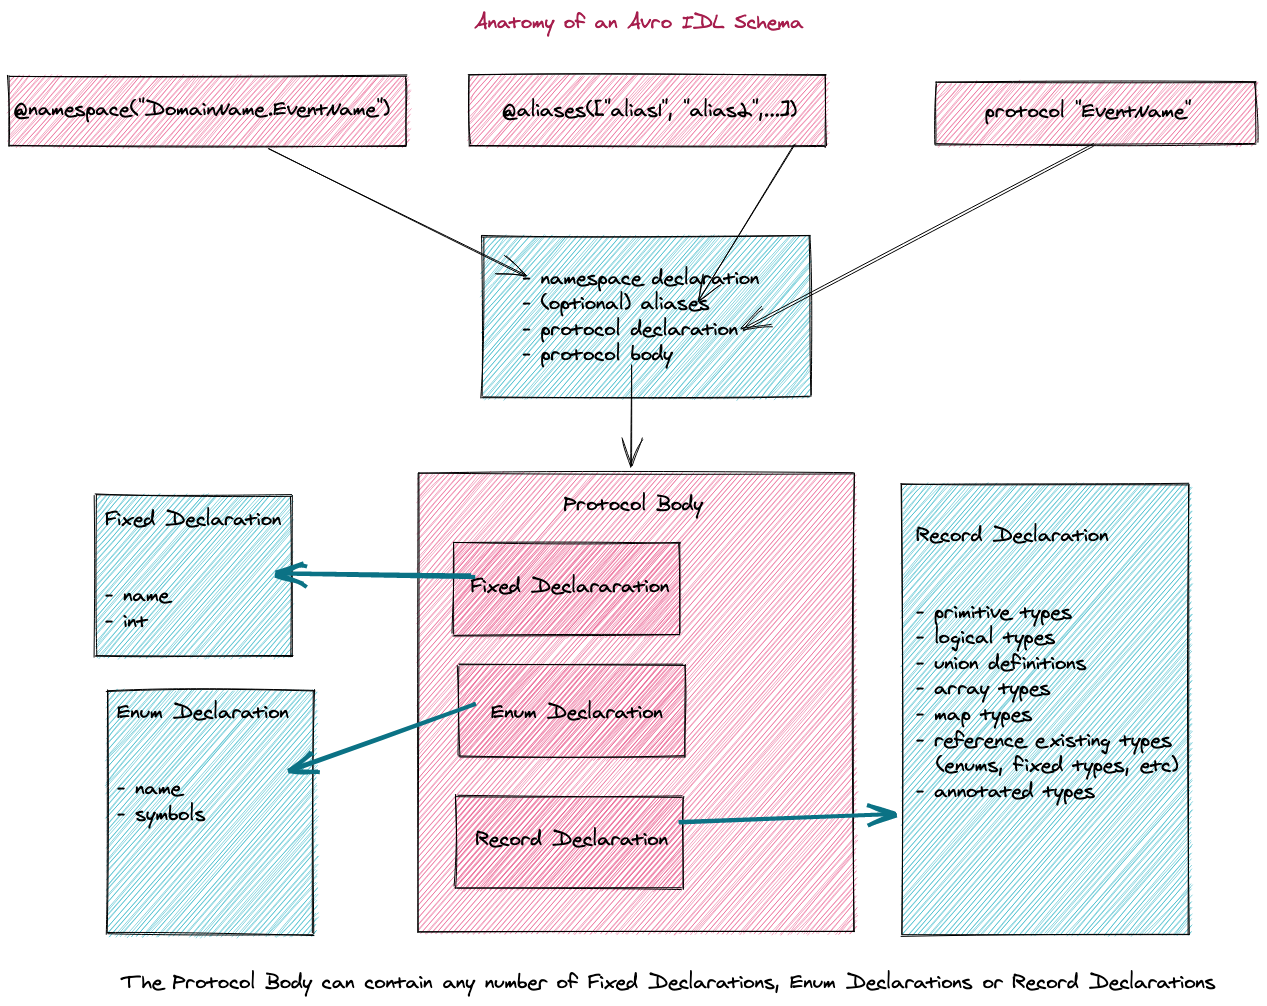 Anatomy of an Avro IDL Schema
@namespace("DomainName.EventName")
@aliases(["alias1", "alias2",...])
protocol "EventName"
- namespace declaration
- (optional) aliases
- protocol declaration
- protocol body
Protocol Body
Fixed Declararation
Enum Declaration
Record Declaration
Fixed Declaration
- name
- int
Enum Declaration
- name
- symbols
Record Declaration
- primitive types
- logical types
- union definitions
- array types
- map types
- reference existing types
(enums, fixed types, etc)
- annotated types
The Protocol Body can contain any number of Fixed Declarations, Enum Declarations or Record Declarations